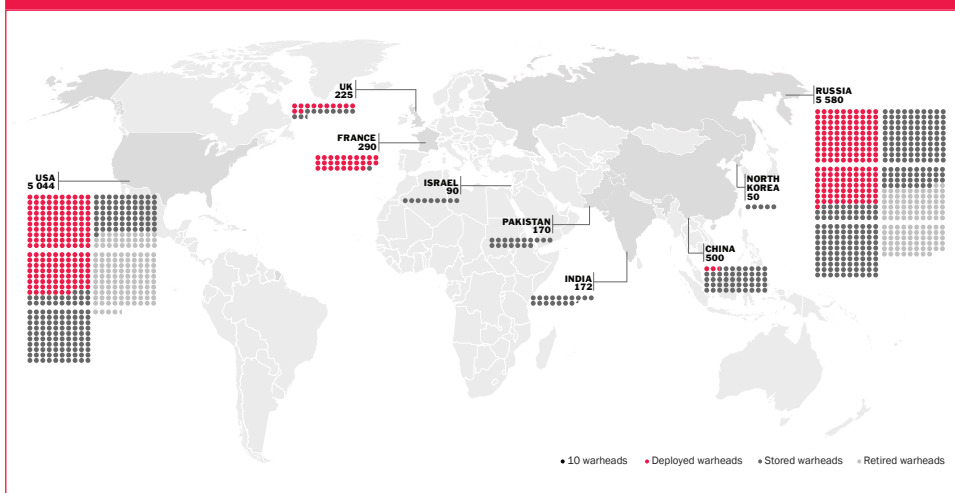 UK
225
FRANCE
290
ISRAEL
90
PAKISTAN
170
INDIA
172
USA
5 044
RUSSIA
5 580
NORTH
KOREA
50
CHINA
500
10 warheads
Deployed warheads
Stored warheads
Retired warheads